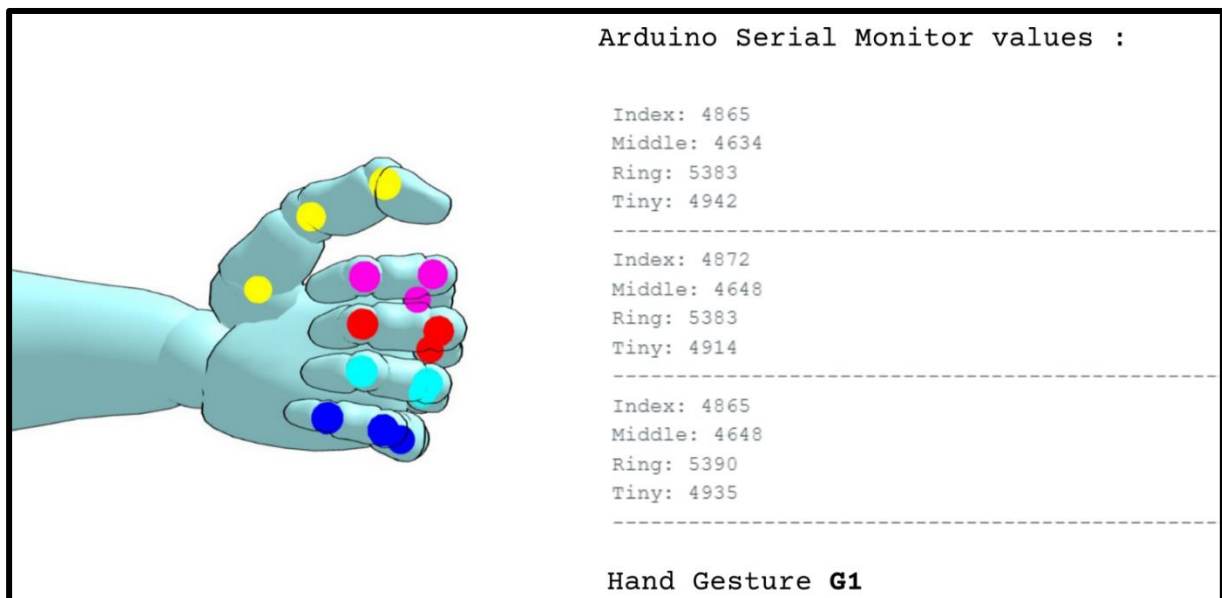 Arduino Serial Monitor values :
Index: 4865
Middle: 4634
Ring: 5383
Tiny: 4942
------------------------------------------------
Index: 4872
Middle: 4648
Ring: 5383
Tiny: 4914
------------------------------------------------
Index: 4865
Middle: 4648
Ring: 5390
Tiny: 4935
------------------------------------------------
Hand Gesture G1